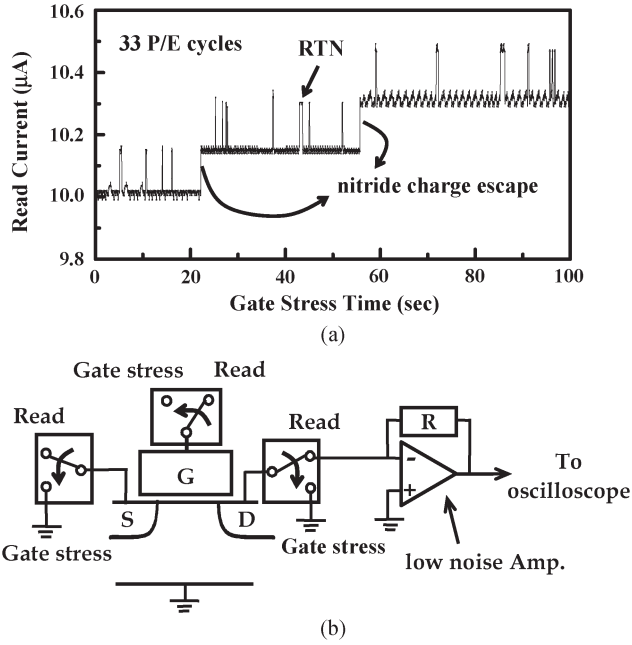 10.6
10.4
10.2
10.0
9.8
Read Current (μA)
33 P/E cycles
RTN
nitride charge escape
0
20
40
60
80
100
Gate Stress Time (sec)
(a)
Gate stress
Read
Read
Read
R
G
-
+
To
oscilloscope
S
D
Gate stress
Gate stress
low noise Amp.
(b)